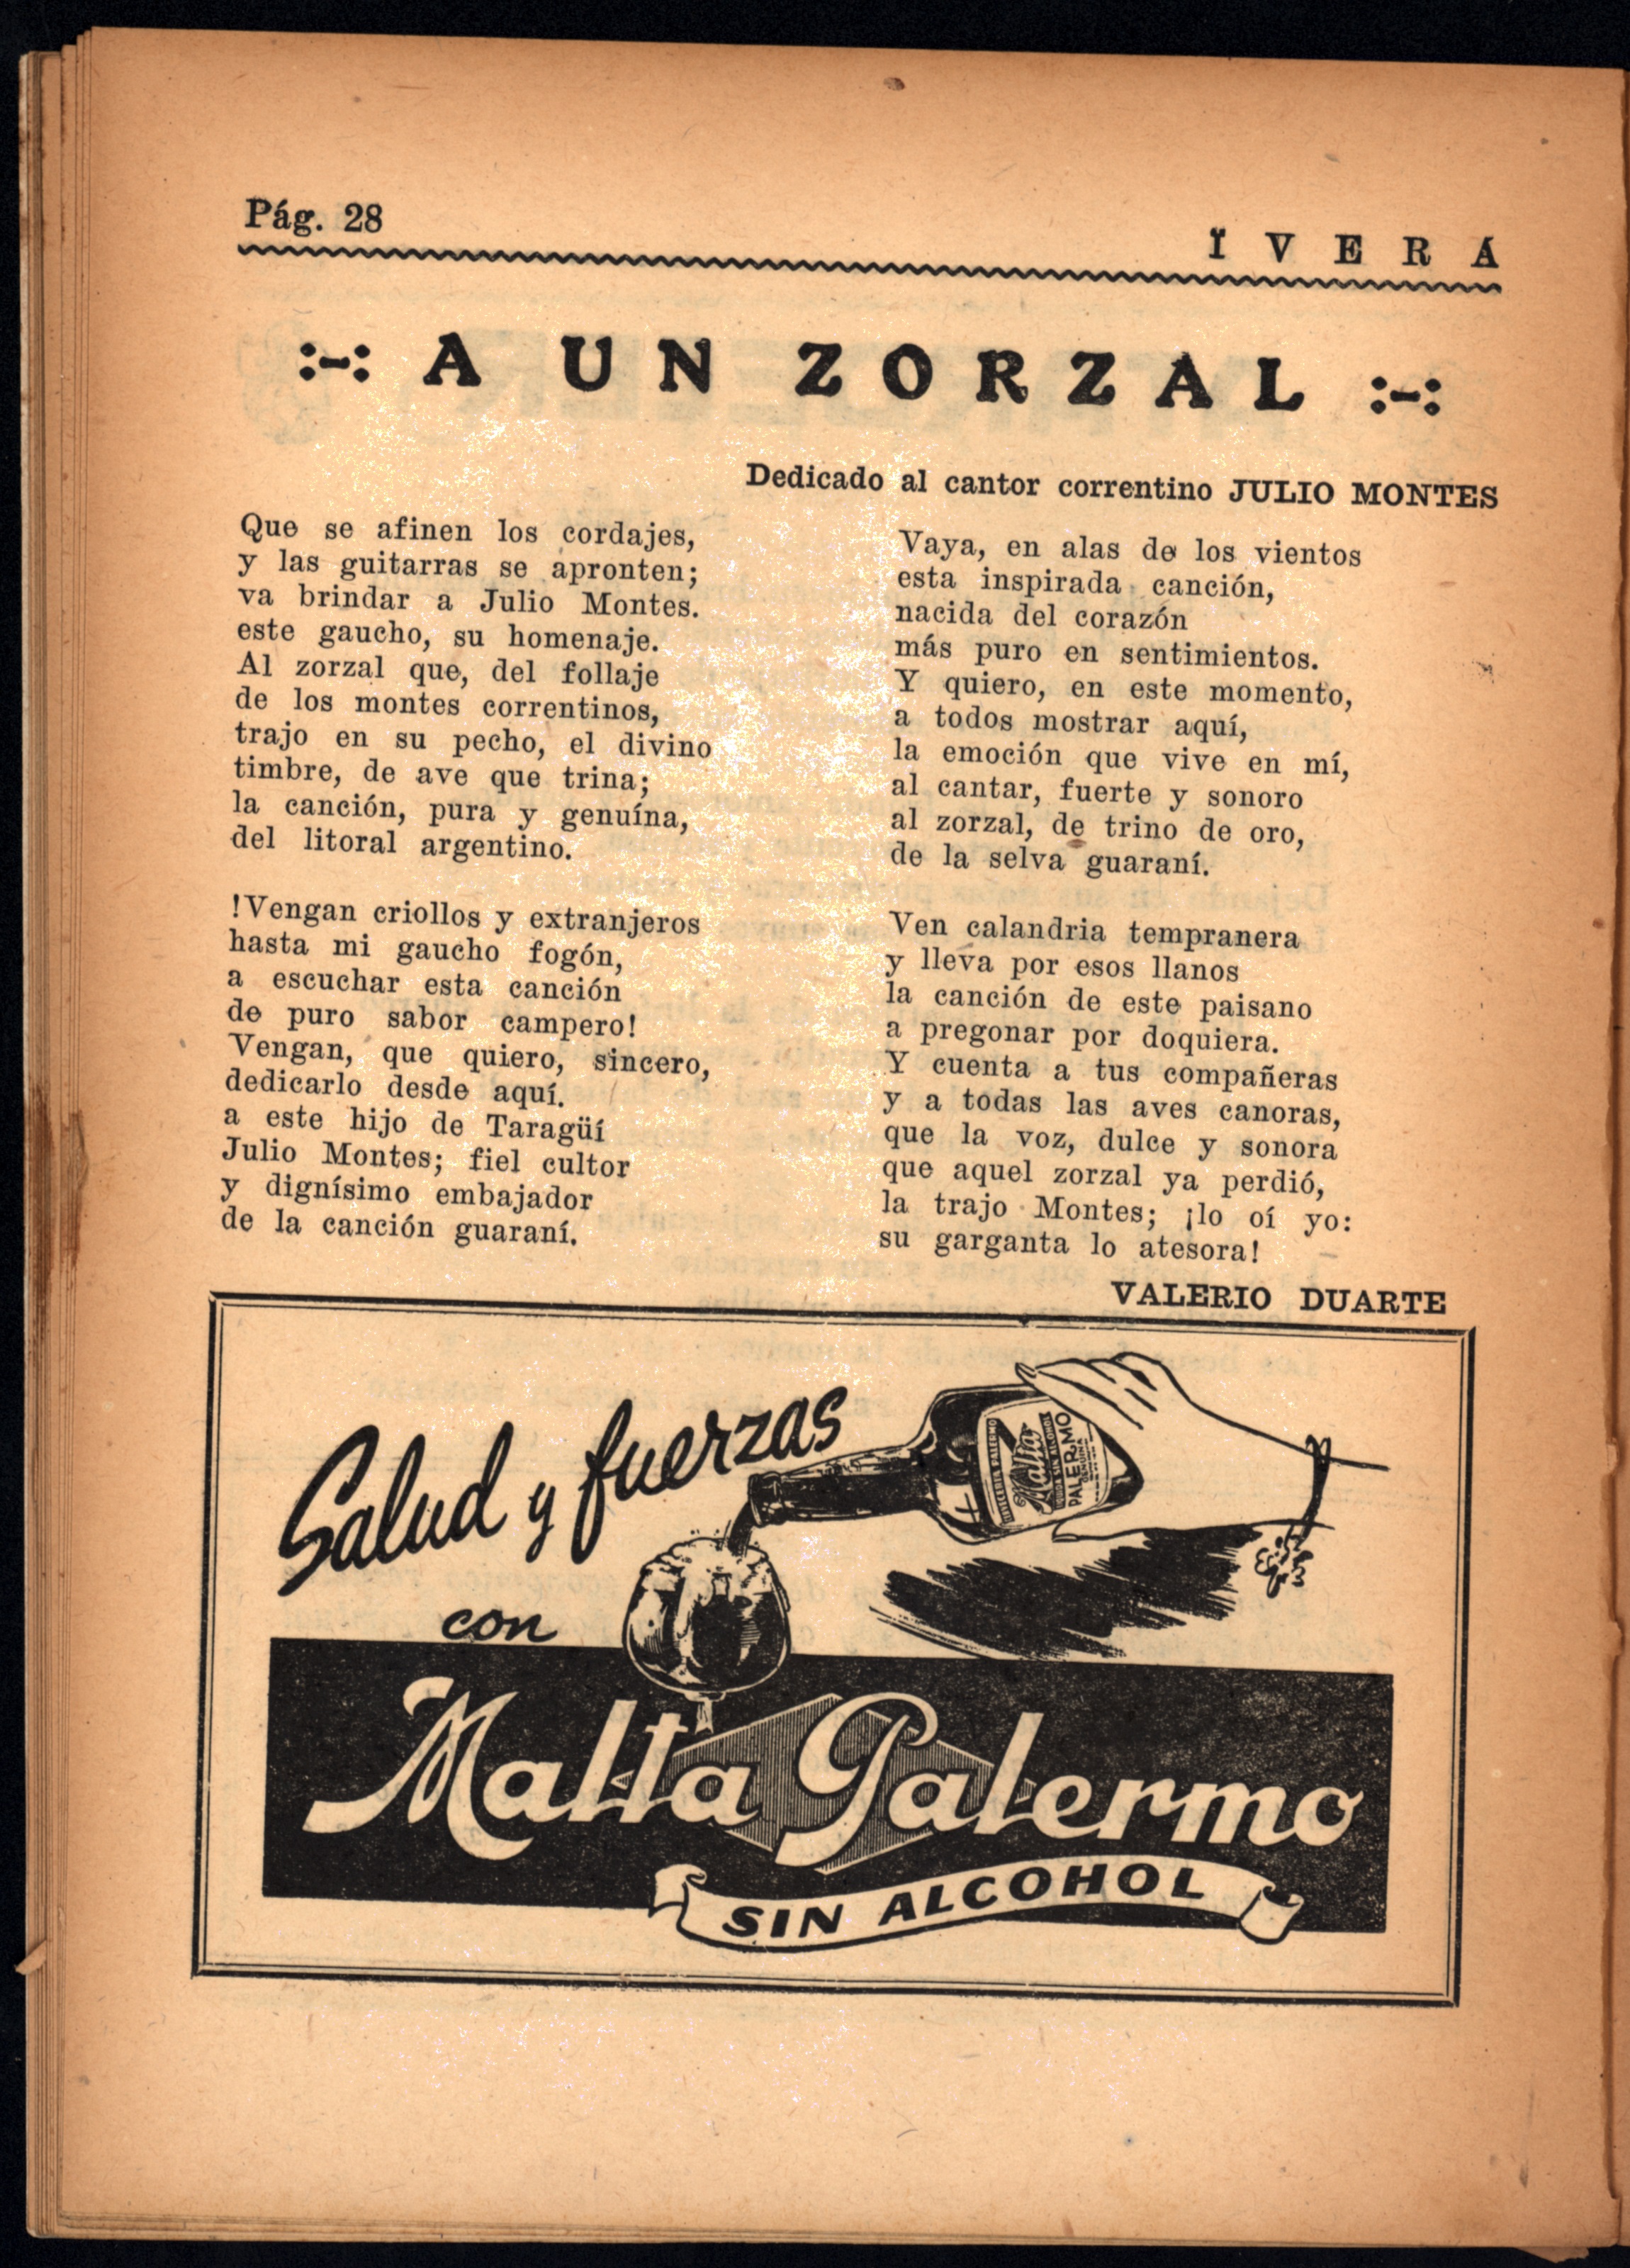 Pág. 28
Ï V E R Á
:-: A UN ZORZAL :-:
Dedicado al cantor correntino JULIO MONTES
Que se afinen los cordajes,
y las guitarras se apronten;
va brindar a Julio Montes.
este gaucho, su homenaje.
Al zorzal que, del follaje
de los montes correntinos,
trajo en su pecho, el divino
timbre, de ave que trina;
la canción, pura y genuína,
del litoral argentino.
!Vengan criollos y extranjeros
hasta mi gaucho fogón,
a escuchar esta canción
de puro sabor campero!
Vengan, que quiero, sincero,
dedicarlo desde aquí.
a este hijo de Taragüí
Julio Montes; fiel cultor
y dignísimo embajador
de la canción guaraní.
Vaya, en alas de los vientos
esta inspirada canción,
nacida del corazón
más puro en sentimientos.
Y quiero, en este momento,
a todos mostrar aquí,
la emoción que vive en mí,
al cantar, fuerte y sonoro
al zorzal, de trino de oro,
de la selva guaraní.
Ven calandria tempranera
y lleva por esos llanos
la canción de este paisano
a pregonar por doquiera.
Y cuenta a tus compañeras
y a todas las aves canoras,
que la voz, dulce y sonora
que aquel zorzal ya perdió,
la trajo Montes; ¡lo oí yo:
su garganta lo atesora!
VALERIO DUARTE
Salud y fuerzas
con
Malta
PALERMO
GENUINA
Malta Palermo
SIN ALCOHOL